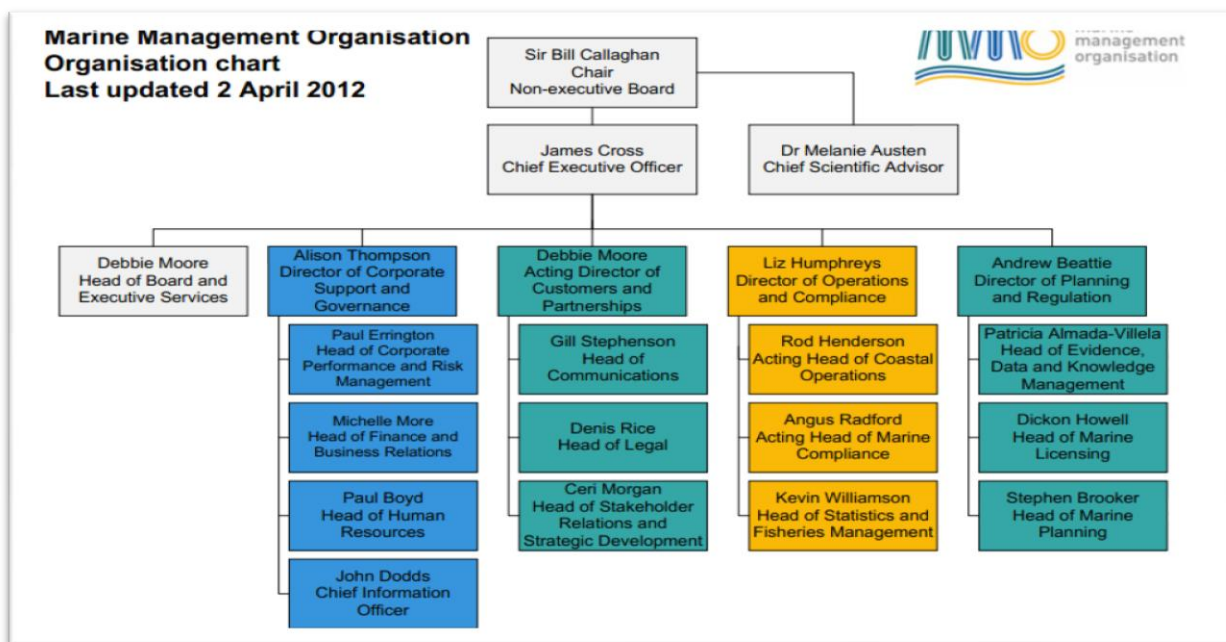 Marine Management Organisation
Organisation chart
Last updated 2 April 2012
marine
management
organisation
Sir Bill Callaghan
Chair
Non-executive Board
James Cross
Chief Executive Officer
Dr Melanie Austen
Chief Scientific Advisor
Debbie Moore
Head of Board and
Executive Services
Alison Thompson
Director of Corporate
Support and
Governance
Debbie Moore
Acting Director of
Customers and
Partnerships
Liz Humphreys
Director of Operations
and Compliance
Andrew Beattie
Director of Planning
and Regulation
Paul Errington
Head of Corporate
Performance and Risk
Management
Gill Stephenson
Head of
Communications
Rod Henderson
Acting Head of Coastal
Operations
Patricia Almada-Villela
Head of Evidence,
Data and Knowledge
Management
Michelle More
Head of Finance and
Business Relations
Denis Rice
Head of Legal
Angus Radford
Acting Head of Marine
Compliance
Dickon Howell
Head of Marine
Licensing
Paul Boyd
Head of Human
Resources
Ceri Morgan
Head of Stakeholder
Relations and
Strategic Development
Kevin Williamson
Head of Statistics and
Fisheries Management
Stephen Brooker
Head of Marine
Planning
John Dodds
Chief Information
Officer